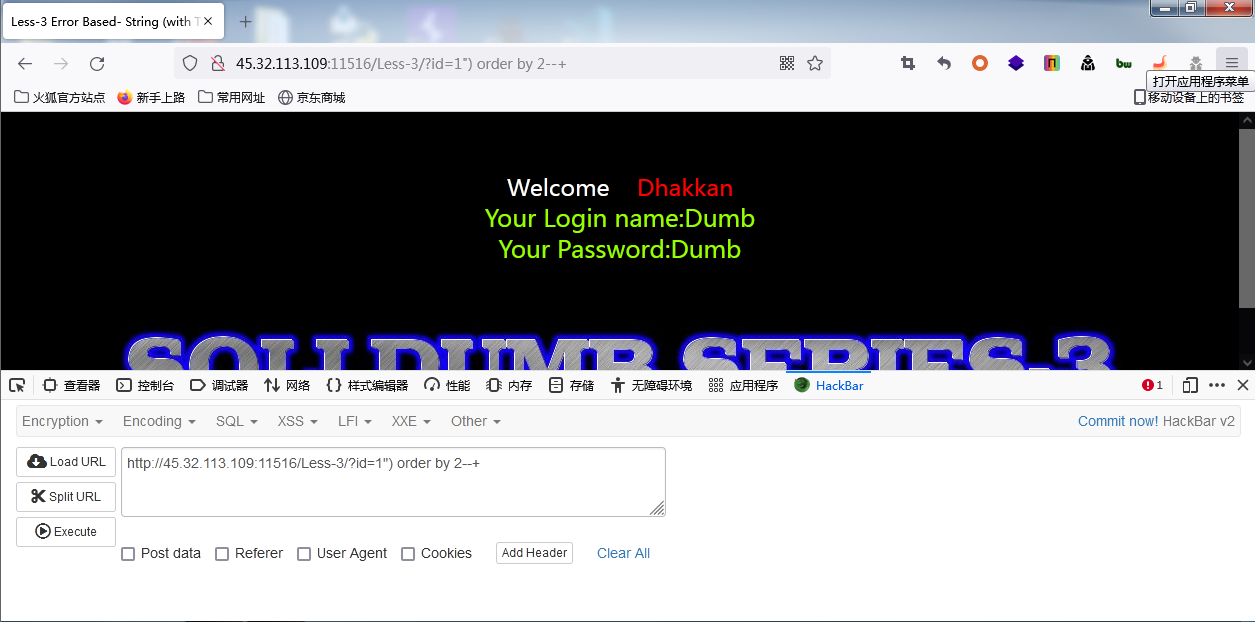 Less-3 Error Based- String (with T
45.32.113.109:11516/Less-3/?id=1") order by 2--+
打开应用程序菜单
火狐官方站点 新手上路 常用网址 京东商城 移动设备上的书签
Welcome Dhakkan
Your Login name:Dumb
Your Password:Dumb
SQLI DUMB SERIES-3
查看器 控制台 调试器 网络 样式编辑器 性能 内存 存储 无障碍环境 应用程序 HackBar 1
Encryption Encoding SQL XSS LFI XXE Other Commit now! HackBar v2
Load URL http://45.32.113.109:11516/Less-3/?id=1") order by 2--+
Split URL
Execute
Post data Referer User Agent Cookies Add Header Clear All